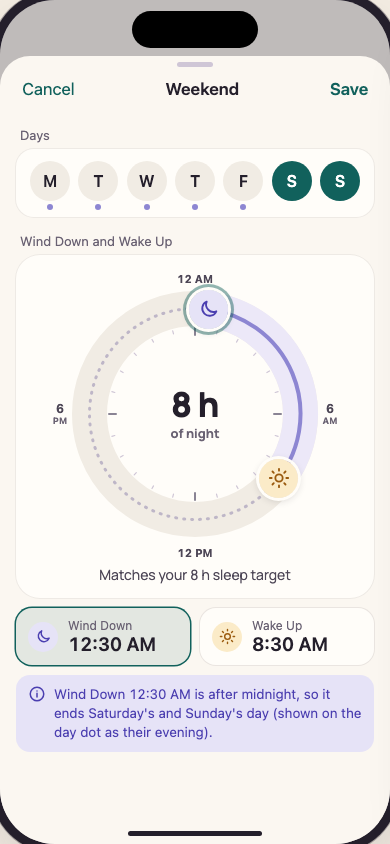 Cancel
Weekend
Save
Days
M T W T F S S
Wind Down and Wake Up
12 AM
6 PM
8 h
of night
6 AM
12 PM
Matches your 8 h sleep target
Wind Down
12:30 AM
Wake Up
8:30 AM
Wind Down 12:30 AM is after midnight, so it
ends Saturday's and Sunday's day (shown on the
day dot as their evening).